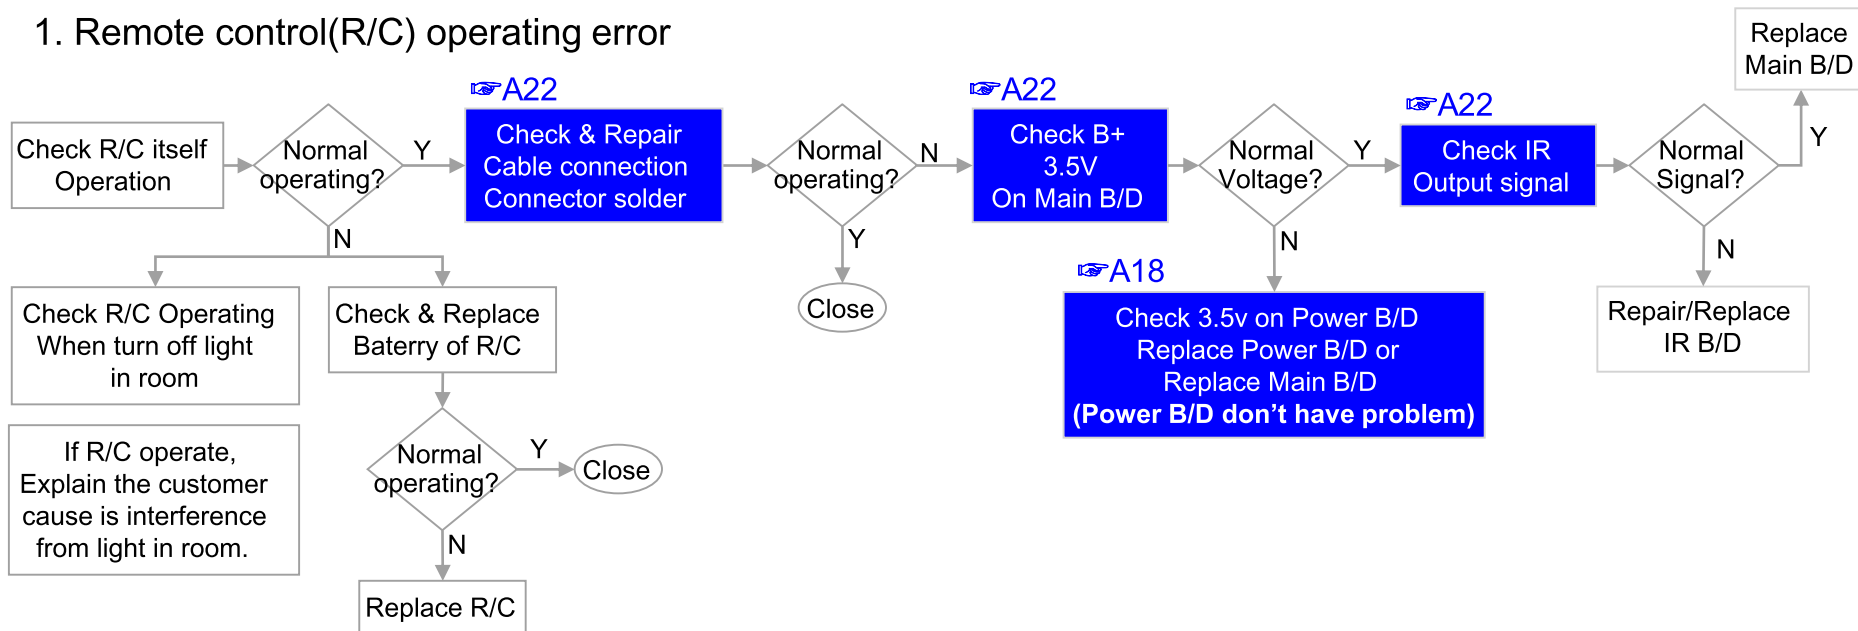 1. Remote control(R/C) operating error
Replace
Main B/D
☞A22
☞A22
☞A22
Check R/C itself
Operation
Normal
operating?
Y
Check & Repair
Cable connection
Connector solder
Normal
operating?
N
Check B+
3.5V
On Main B/D
Normal
Voltage?
Y
Check IR
Output signal
Normal
Signal?
Y
N
Y
N
N
Close
☞A18
Check R/C Operating
When turn off light
in room
Check & Replace
Baterry of R/C
Check 3.5v on Power B/D
Replace Power B/D or
Replace Main B/D
(Power B/D don’t have problem)
Repair/Replace
IR B/D
If R/C operate,
Explain the customer
cause is interference
from light in room.
Normal
operating?
Y
Close
N
Replace R/C